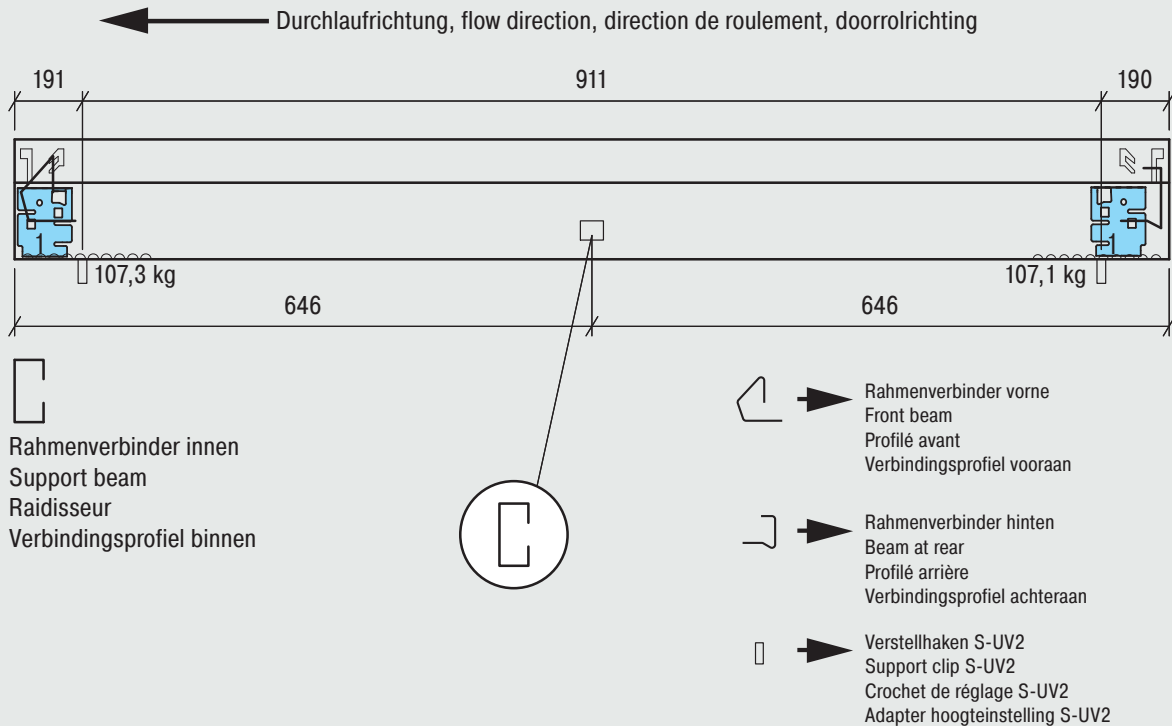 Durchlaufrichtung, flow direction, direction de roulement, doorrolrichting
191
911
190
1
1
107,3 kg
107,1 kg
646
646
Rahmenverbinder innen
Support beam
Raidisseur
Verbindingsprofiel binnen
Rahmenverbinder vorne
Front beam
Profilé avant
Verbindingsprofiel vooraan
Rahmenverbinder hinten
Beam at rear
Profilé arrière
Verbindingsprofiel achteraan
Verstellhaken S-UV2
Support clip S-UV2
Crochet de réglage S-UV2
Adapter hoogteinstelling S-UV2